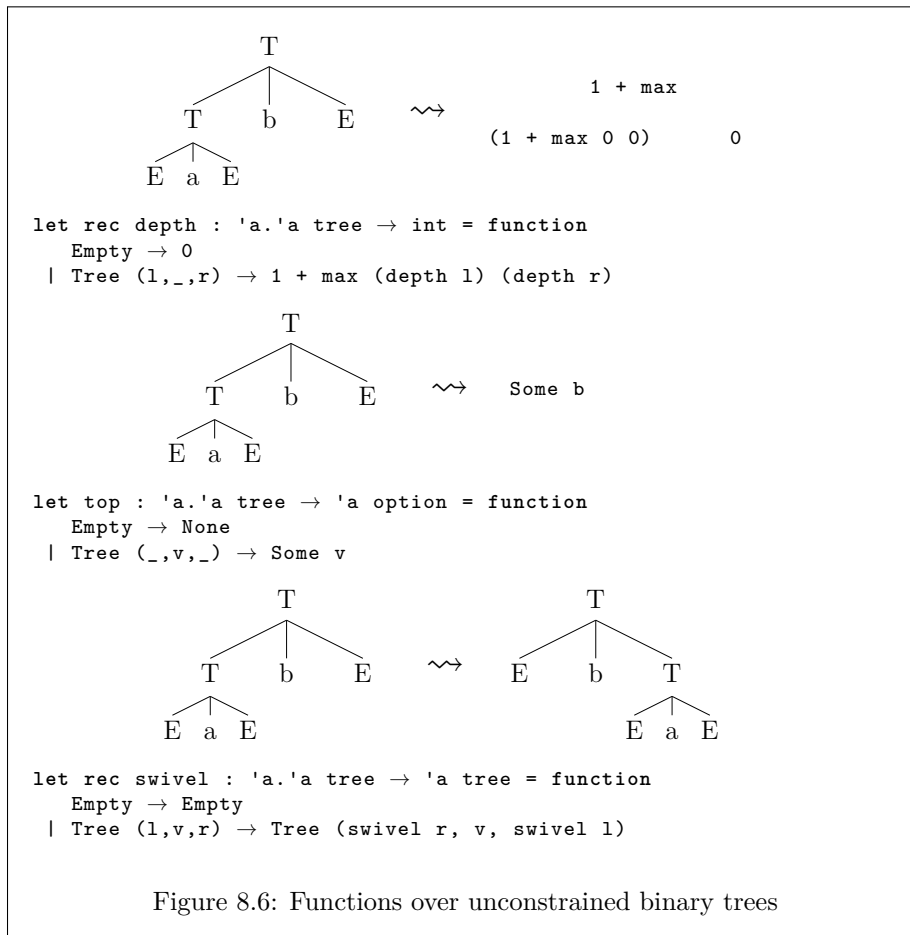 T
1 + max
T b E ⇝
(1 + max 0 0) 0
E a E
let rec depth : 'a.'a tree → int = function
Empty → 0
| Tree (l,_,r) → 1 + max (depth l) (depth r)
T
T b E ⇝ Some b
E a E
let top : 'a.'a tree → 'a option = function
Empty → None
| Tree (_,v,_) → Some v
T T
T b E ⇝ E b T
E a E E a E
let rec swivel : 'a.'a tree → 'a tree = function
Empty → Empty
| Tree (l,v,r) → Tree (swivel r, v, swivel l)
Figure 8.6: Functions over unconstrained binary trees